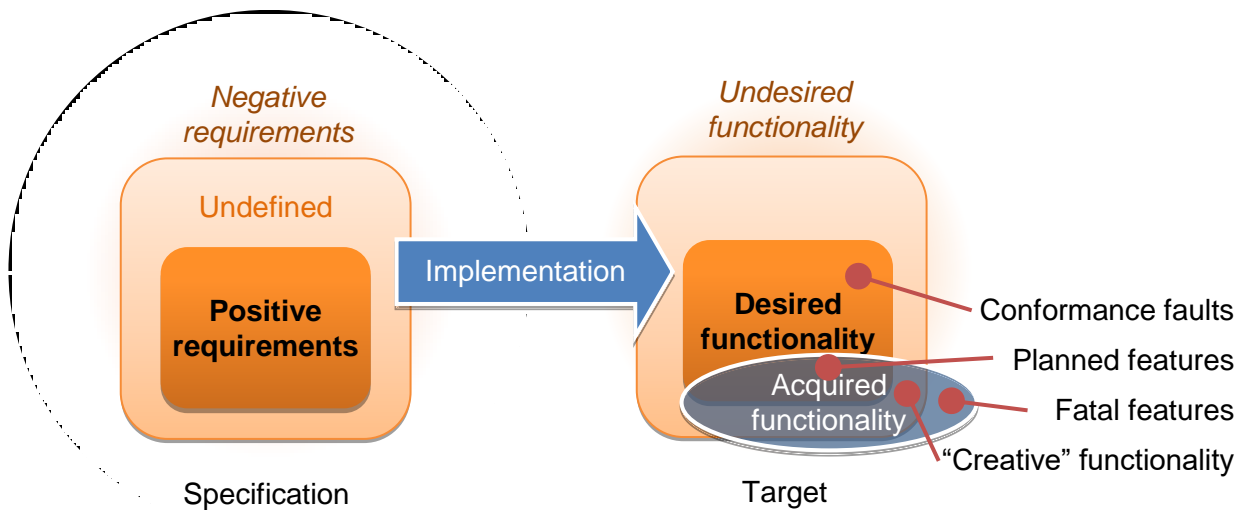 Negative
requirements
Undefined
Positive
requirements
Specification
Implementation
Undesired
functionality
Desired
functionality
Acquired
functionality
Target
Conformance faults
Planned features
Fatal features
“Creative” functionality